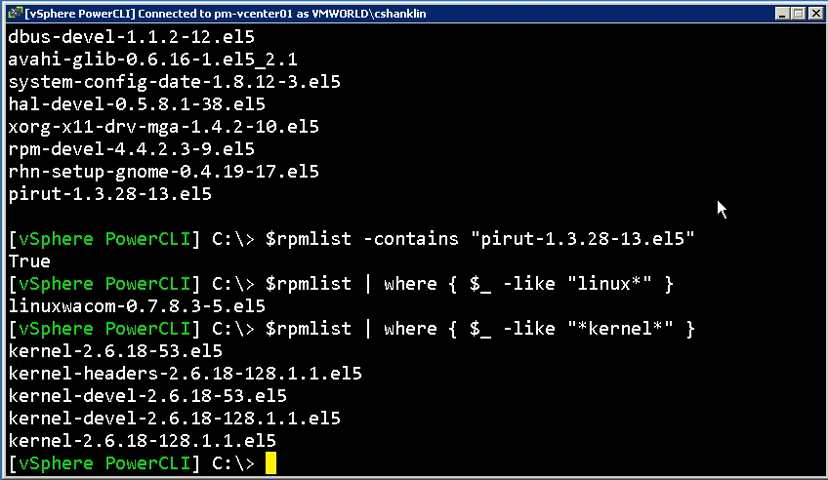 [vSphere PowerCLI] Connected to pm-vcenter01 as VMWORLD\cshanklin
dbus-devel-1.1.2-12.el5
avahi-glib-0.6.16-1.el5_2.1
system-config-date-1.8.12-3.el5
hal-devel-0.5.8.1-38.el5
xorg-x11-drv-mga-1.4.2-10.el5
rpm-devel-4.4.2.3-9.el5
rhn-setup-gnome-0.4.19-17.el5
pirut-1.3.28-13.el5
[vSphere PowerCLI] C:\> $rpmlist -contains "pirut-1.3.28-13.el5"
True
[vSphere PowerCLI] C:\> $rpmlist | where { $_ -like "linux*" }
linuxwacom-0.7.8.3-5.el5
[vSphere PowerCLI] C:\> $rpmlist | where { $_ -like "*kernel*" }
kernel-2.6.18-53.el5
kernel-headers-2.6.18-128.1.1.el5
kernel-devel-2.6.18-53.el5
kernel-devel-2.6.18-128.1.1.el5
kernel-2.6.18-128.1.1.el5
[vSphere PowerCLI] C:\>